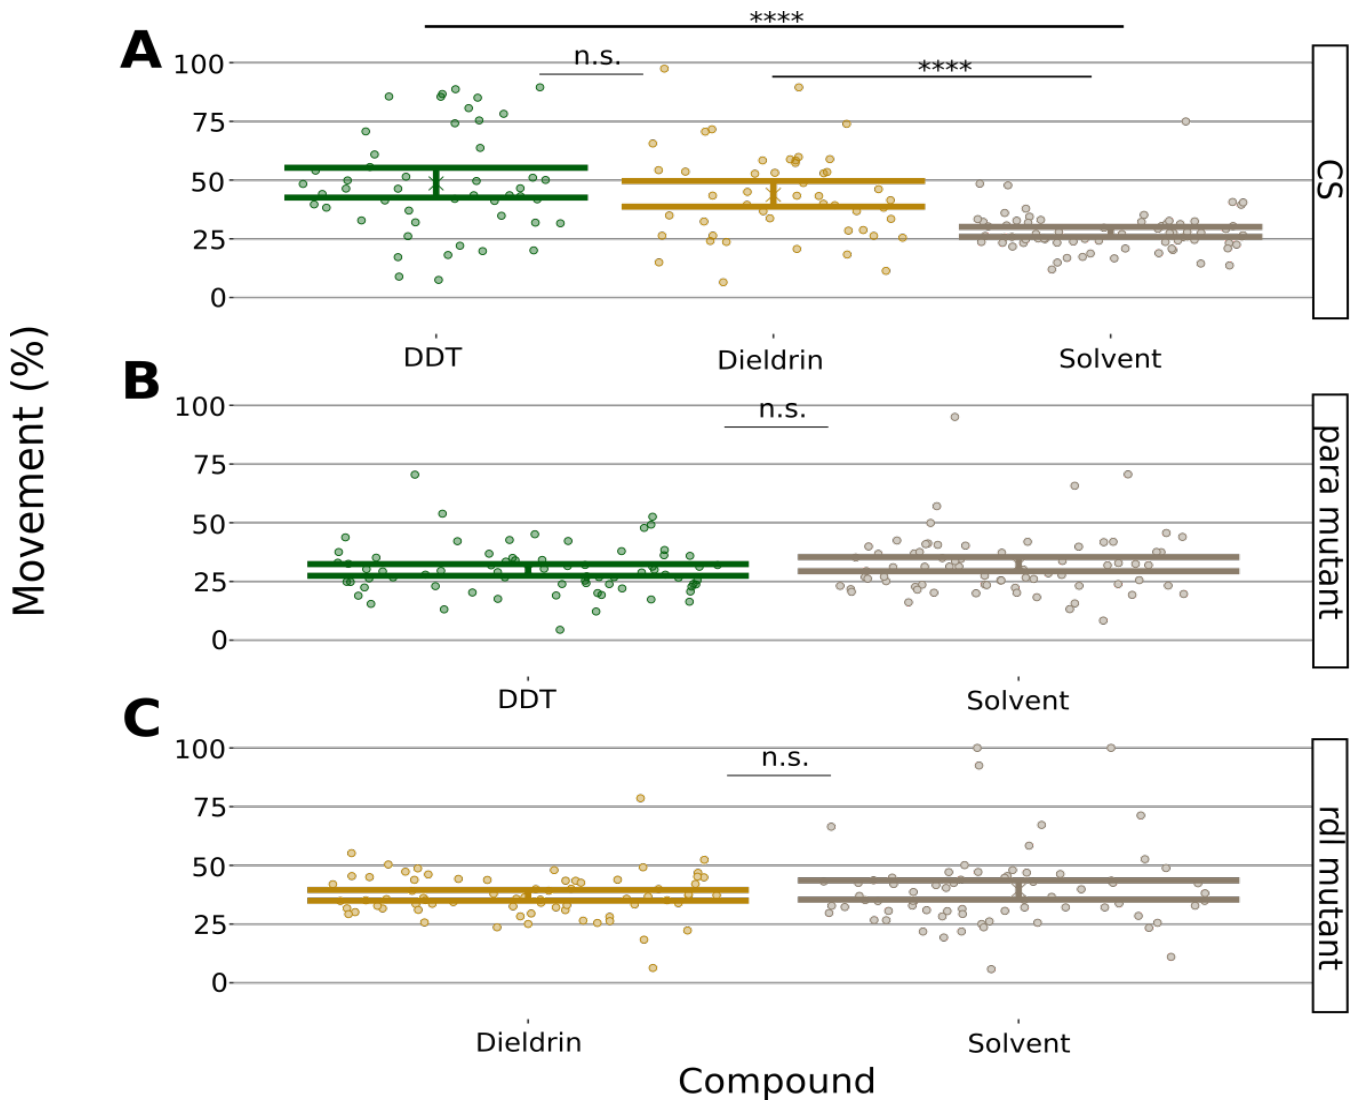 A
****
n.s.
****
100
75
50
25
0
CS
DDT
Dieldrin
Solvent
Movement (%)
B
n.s.
100
75
50
25
0
para mutant
DDT
Solvent
C
n.s.
100
75
50
25
0
rdl mutant
Dieldrin
Solvent
Compound